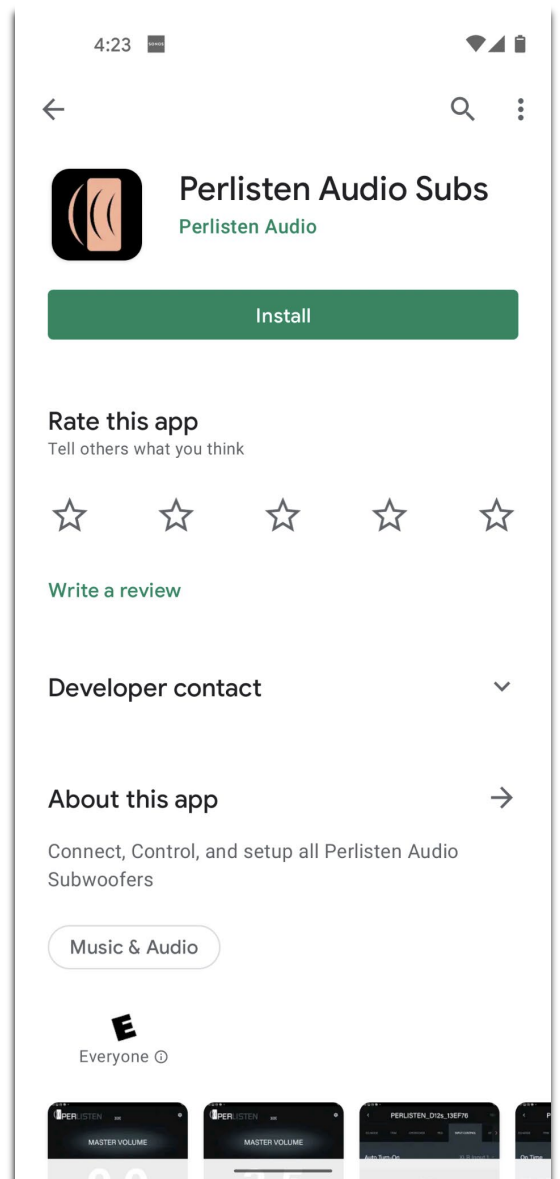 4:23 SONOS
Perlisten Audio Subs
Perlisten Audio
Install
Rate this app
Tell others what you think
Write a review
Developer contact
About this app
Connect, Control, and setup all Perlisten Audio
Subwoofers
Music & Audio
E
Everyone
PERLISTEN
MASTER VOLUME
PERLISTEN
MASTER VOLUME
PERLISTEN_D12s_13EF76
Auto Turn-On
On Time